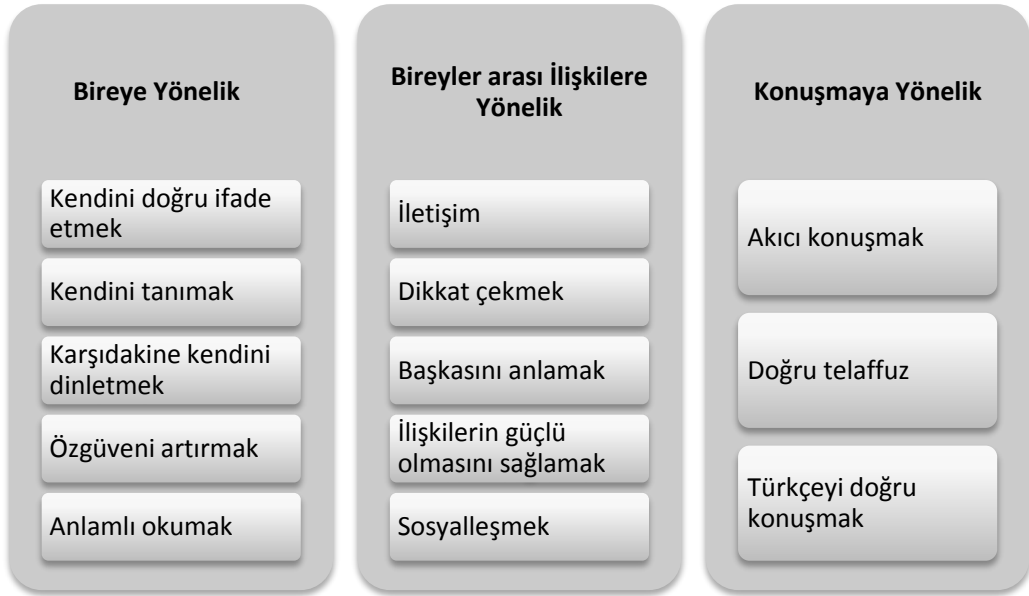 Bireye Yönelik
Kendini doğru ifade
etmek
Kendini tanımak
Karşıdakine kendini
dinletmek
Özgüveni artırmak
Anlamlı okumak
Bireyler arası İlişkilere
Yönelik
İletişim
Dikkat çekmek
Başkasını anlamak
İlişkilerin güçlü
olmasını sağlamak
Sosyalleşmek
Konuşmaya Yönelik
Akıcı konuşmak
Doğru telaffuz
Türkçeyi doğru
konuşmak